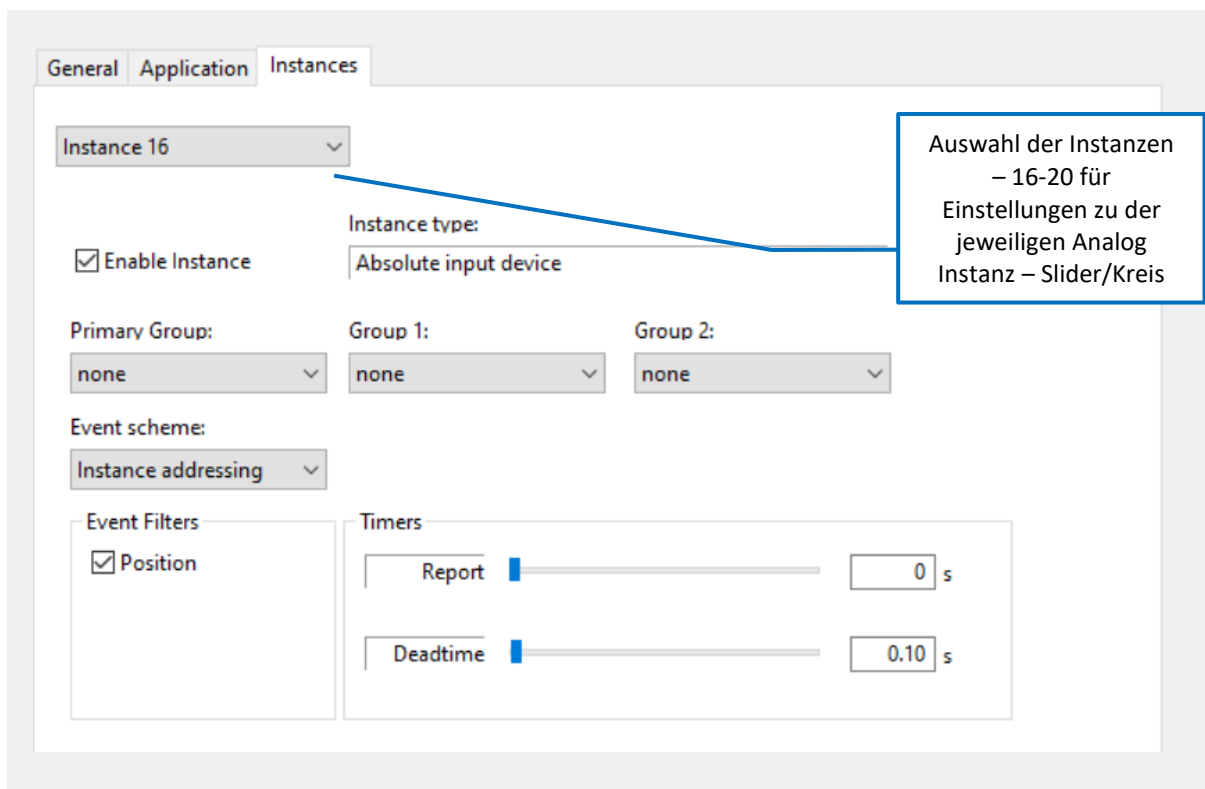 General Application Instances
Instance 16
Auswahl der Instanzen
– 16-20 für
Einstellungen zu der
jeweiligen Analog
Instanz – Slider/Kreis
Instance type:
Enable Instance
Absolute input device
Primary Group: Group 1: Group 2:
none none none
Event scheme:
Instance addressing
Event Filters Timers
Position
Report 0 s
Deadtime 0.10 s